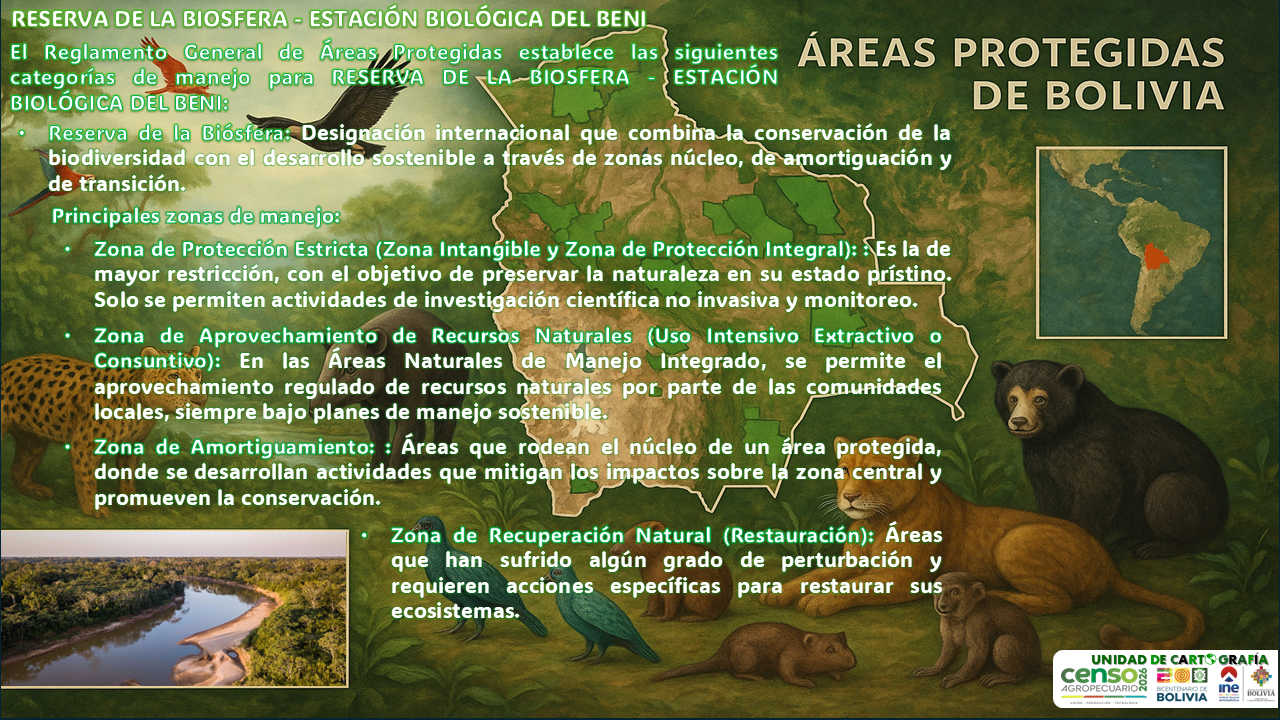 RESERVA DE LA BIOSFERA - ESTACIÓN BIOLÓGICA DEL BENI
El Reglamento General de Áreas Protegidas establece las siguientes
categorías de manejo para RESERVA DE LA BIOSFERA - ESTACIÓN
BIOLÓGICA DEL BENI:
ÁREAS PROTEGIDAS
DE BOLIVIA
• Reserva de la Biósfera: Designación internacional que combina la conservación de la
biodiversidad con el desarrollo sostenible a través de zonas núcleo, de amortiguación y
de transición.
Principales zonas de manejo:
• Zona de Protección Estricta (Zona Intangible y Zona de Protección Integral): : Es la de
mayor restricción, con el objetivo de preservar la naturaleza en su estado prístino.
Solo se permiten actividades de investigación científica no invasiva y monitoreo.
• Zona de Aprovechamiento de Recursos Naturales (Uso Intensivo Extractivo o
Consuntivo): En las Áreas Naturales de Manejo Integrado, se permite el
aprovechamiento regulado de recursos naturales por parte de las comunidades
locales, siempre bajo planes de manejo sostenible.
• Zona de Amortiguamiento: : Áreas que rodean el núcleo de un área protegida,
donde se desarrollan actividades que mitigan los impactos sobre la zona central y
promueven la conservación.
• Zona de Recuperación Natural (Restauración): Áreas
que han sufrido algún grado de perturbación y
requieren acciones específicas para restaurar sus
ecosistemas.
UNIDAD DE CARTOGRAFÍA
censo
AGROPECUARIO
2026
BICENTENARIO DE
BOLIVIA
ine
BOLIVIA